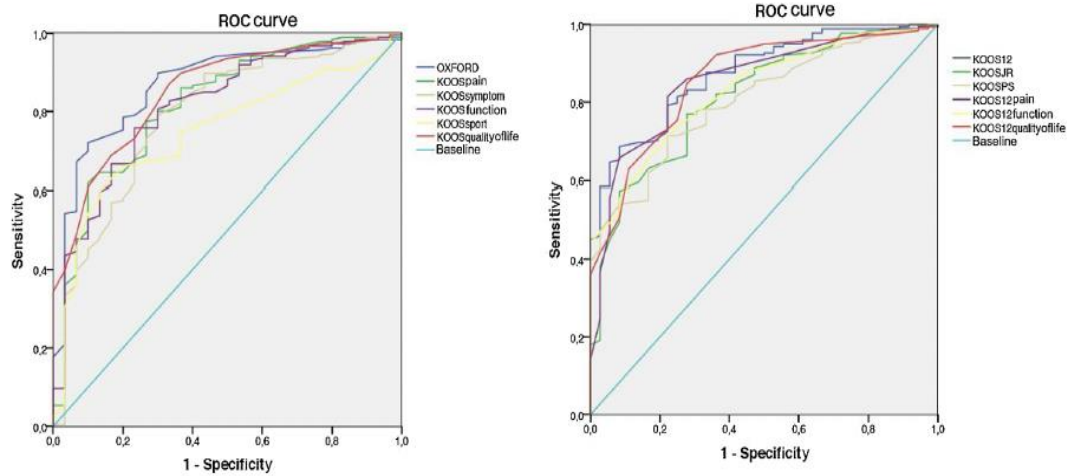 ROC curve
1,0
0,8
0,6
0,4
0,2
0,0
Sensitivity
0,0 0,2 0,4 0,6 0,8 1,0
1 - Specificity
OXFORD
KOOSpain
KOOSsymptom
KOOSfunction
KOOSsport
KOOSqualityoflife
Baseline
ROC curve
1,0
0,8
0,6
0,4
0,2
0,0
Sensitivity
0,0 0,2 0,4 0,6 0,8 1,0
1 - Specificity
KOOS12
KOOSJR
KOOSPS
KOOS12pain
KOOS12function
KOOS12qualityoflife
Baseline